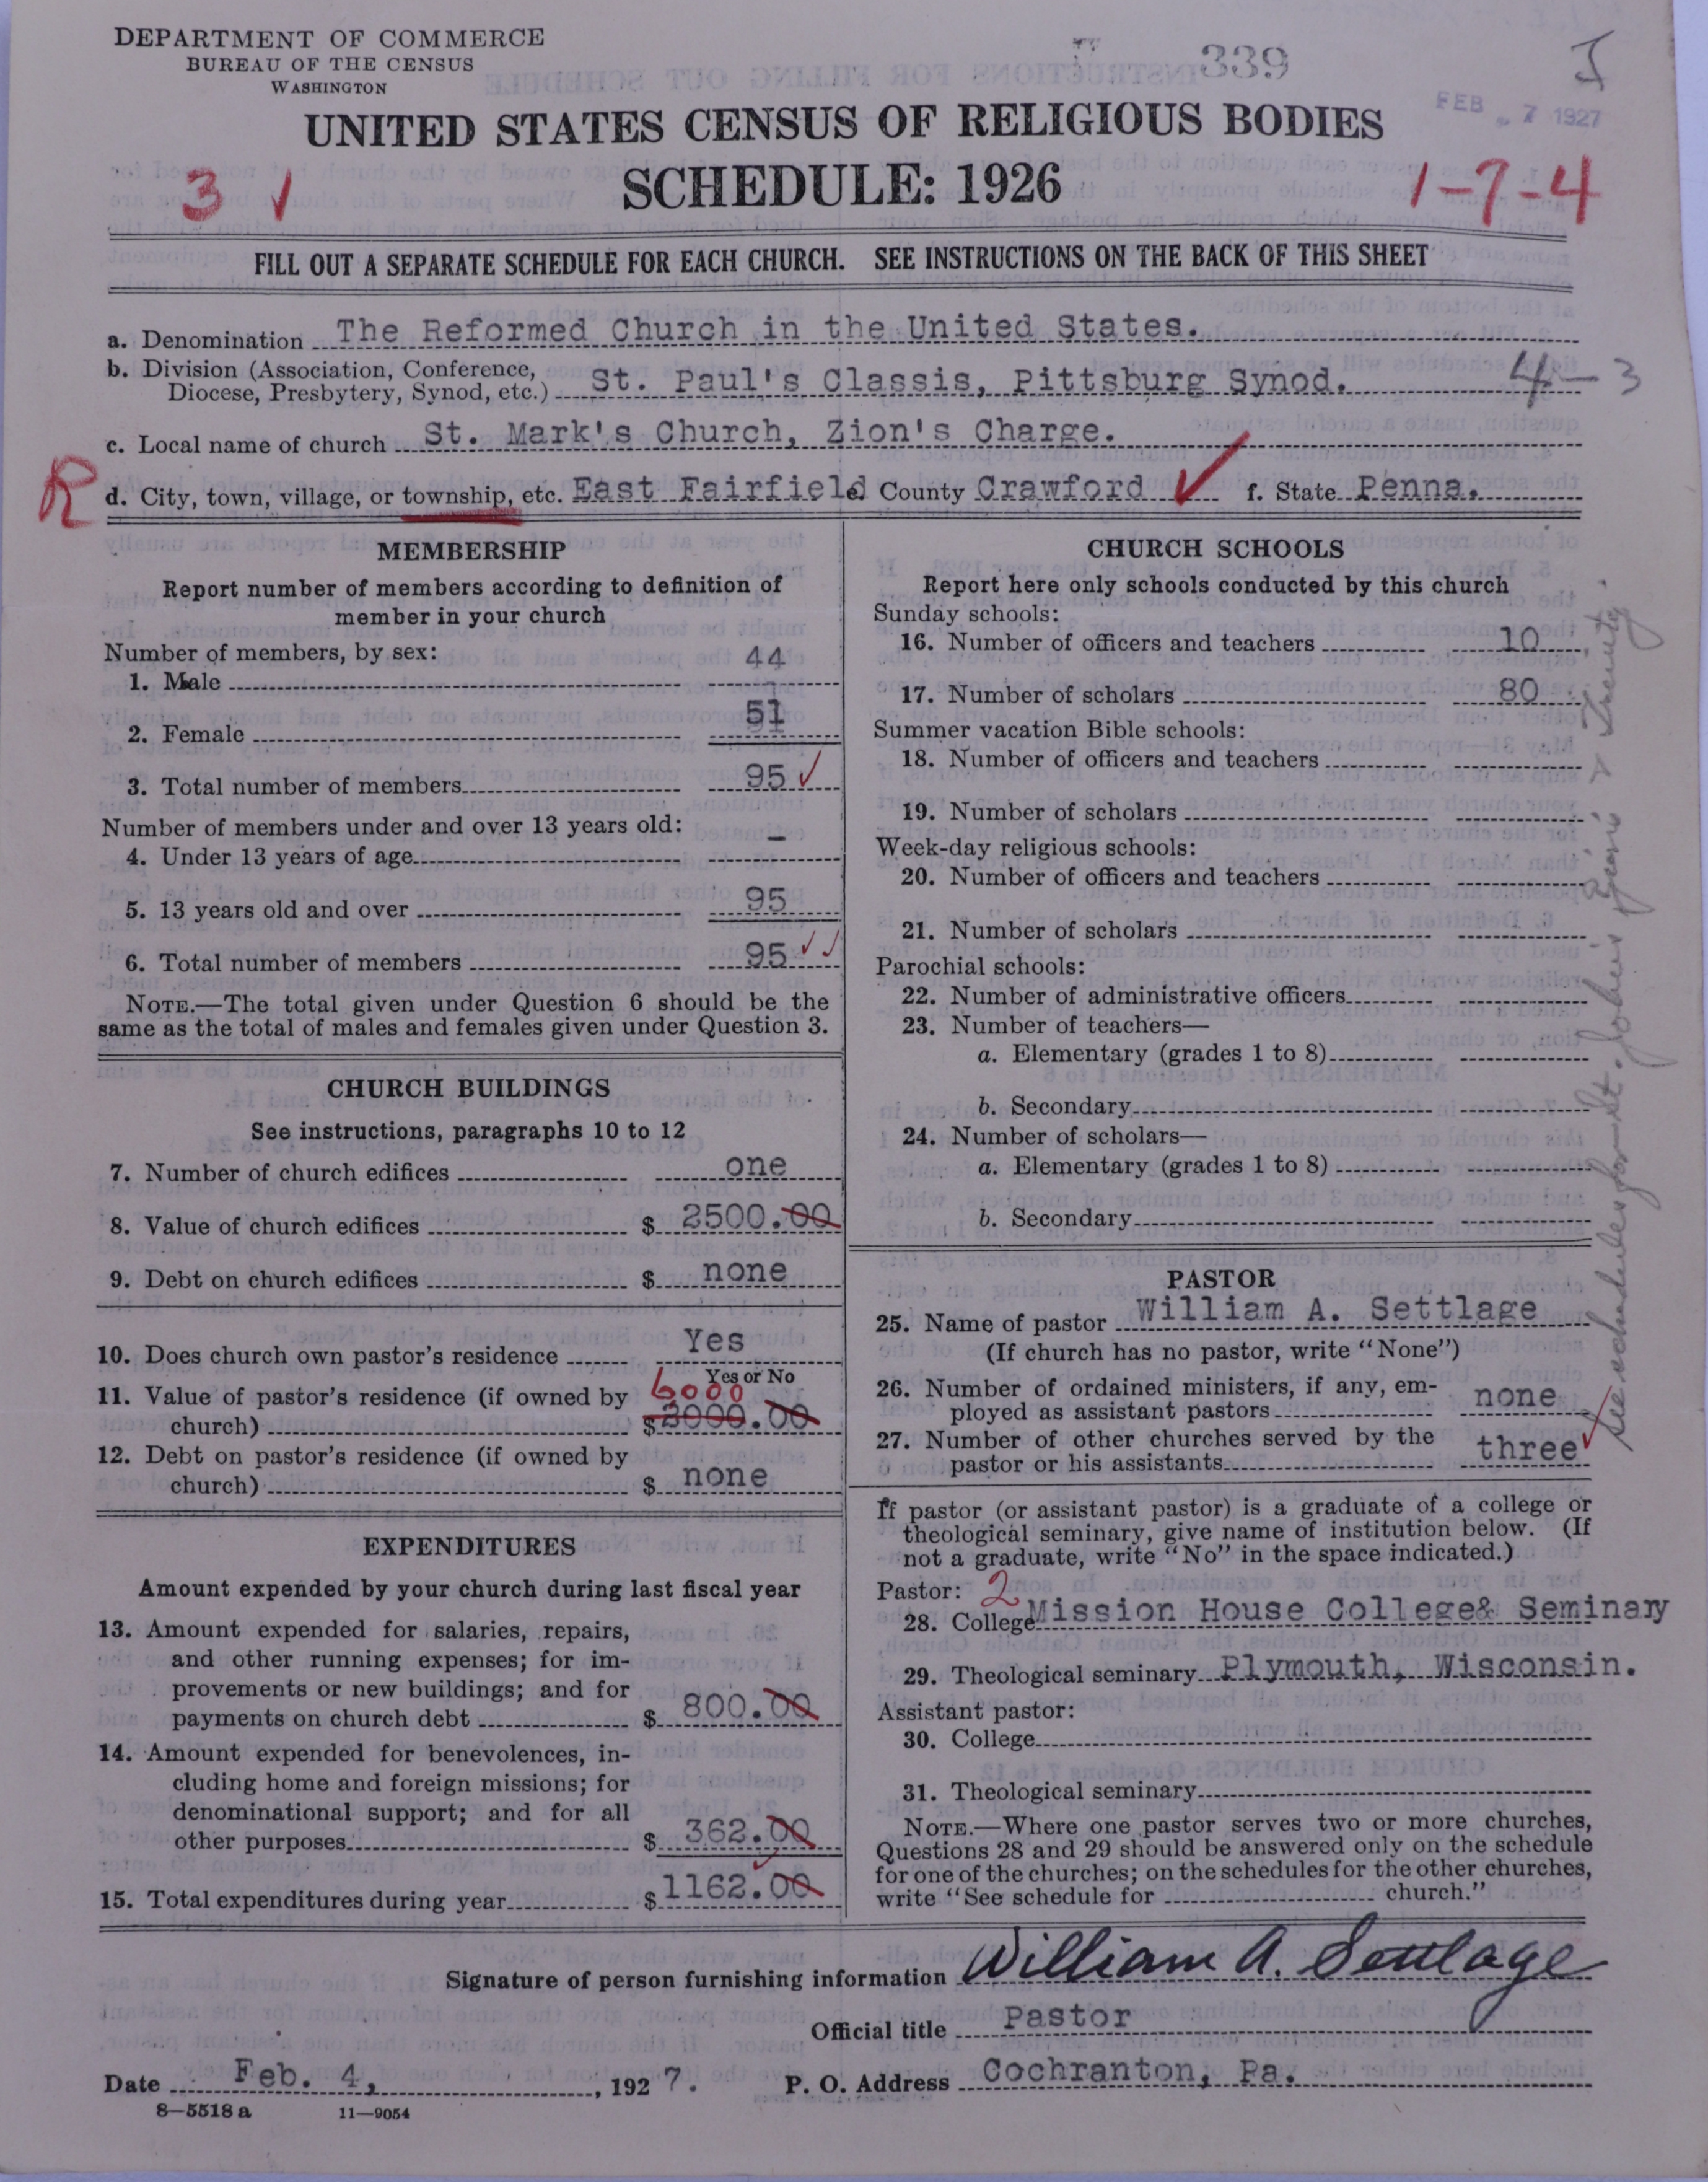 DEPARTMENT OF COMMERCE
BUREAU OF THE CENSUS
WASHINGTON
339
J
FEB 7 1927
UNITED STATES CENSUS OF RELIGIOUS BODIES
SCHEDULE: 1926
3 1
1-7-4
FILL OUT A SEPARATE SCHEDULE FOR EACH CHURCH. SEE INSTRUCTIONS ON THE BACK OF THIS SHEET
a. Denomination The Reformed Church in the United States.
b. Division (Association, Conference,
Diocese, Presbytery, Synod, etc.) St. Paul's Classis, Pittsburg Synod. 4-3
c. Local name of church St. Mark's Church, Zion's Charge.
R d. City, town, village, or township, etc. East Fairfield e. County Crawford ✓ f. State Penna.
MEMBERSHIP
Report number of members according to definition of
member in your church
Number of members, by sex:
1. Male 44
2. Female 51
3. Total number of members 95 ✓
Number of members under and over 13 years old:
4. Under 13 years of age —
5. 13 years old and over 95
6. Total number of members 95 ✓✓
NOTE.—The total given under Question 6 should be the
same as the total of males and females given under Question 3.
CHURCH BUILDINGS
See instructions, paragraphs 10 to 12
7. Number of church edifices one
8. Value of church edifices $ 2500.00
9. Debt on church edifices $ none
10. Does church own pastor's residence Yes
Yes or No
11. Value of pastor's residence (if owned by 6000
church) $ 3000.00
12. Debt on pastor's residence (if owned by
church) $ none
EXPENDITURES
Amount expended by your church during last fiscal year
13. Amount expended for salaries, repairs,
and other running expenses; for im-
provements or new buildings; and for
payments on church debt $ 800.00
14. Amount expended for benevolences, in-
cluding home and foreign missions; for
denominational support; and for all
other purposes $ 362.00
15. Total expenditures during year $ 1162.00
CHURCH SCHOOLS
Report here only schools conducted by this church
Sunday schools:
16. Number of officers and teachers 10
17. Number of scholars 80
Summer vacation Bible schools:
18. Number of officers and teachers
19. Number of scholars
Week-day religious schools:
20. Number of officers and teachers
21. Number of scholars
Parochial schools:
22. Number of administrative officers
23. Number of teachers—
a. Elementary (grades 1 to 8)
b. Secondary
24. Number of scholars—
a. Elementary (grades 1 to 8)
b. Secondary
PASTOR
25. Name of pastor William A. Settlage
(If church has no pastor, write "None")
26. Number of ordained ministers, if any, em-
ployed as assistant pastors none
27. Number of other churches served by the
pastor or his assistants three ✓
If pastor (or assistant pastor) is a graduate of a college or
theological seminary, give name of institution below. (If
not a graduate, write "No" in the space indicated.)
Pastor: 2
28. College Mission House College& Seminary
29. Theological seminary Plymouth, Wisconsin.
Assistant pastor:
30. College
31. Theological seminary
NOTE.—Where one pastor serves two or more churches,
Questions 28 and 29 should be answered only on the schedule
for one of the churches; on the schedules for the other churches,
write "See schedule for church."
See schedules for St. John's, Zion's & Trinity.
Signature of person furnishing information William A. Settlage
Official title Pastor
Date Feb. 4, , 192 7. P. O. Address Cochranton, Pa.
8—5518 a 11—9054